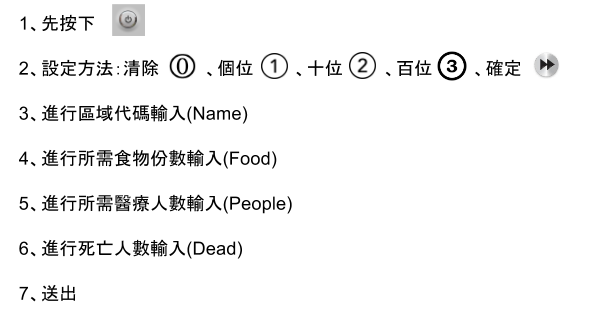 1、先按下
2、設定方法:清除 0 、個位 1 、十位 2 、百位 3 、確定
3、進行區域代碼輸入(Name)
4、進行所需食物份數輸入(Food)
5、進行所需醫療人數輸入(People)
6、進行死亡人數輸入(Dead)
7、送出